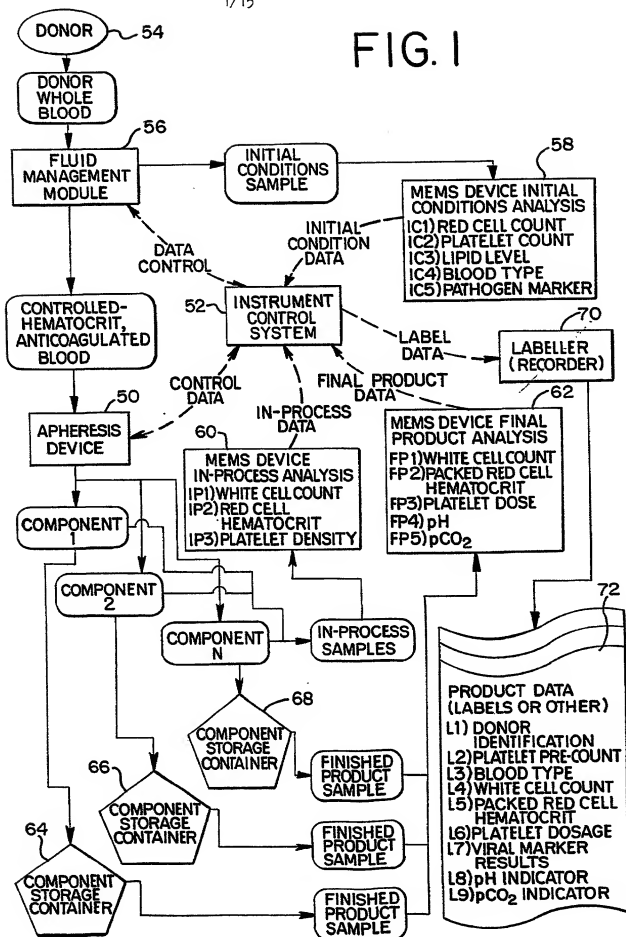 1/15
FIG. 1
DONOR
54
DONOR
WHOLE
BLOOD
56
FLUID
MANAGEMENT
MODULE
INITIAL
CONDITIONS
SAMPLE
58
MEMS DEVICE INITIAL
CONDITIONS ANALYSIS
IC1) RED CELL COUNT
IC2) PLATELET COUNT
IC3) LIPID LEVEL
IC4) BLOOD TYPE
IC5) PATHOGEN MARKER
DATA
CONTROL
INITIAL
CONDITION
DATA
52
INSTRUMENT
CONTROL
SYSTEM
LABEL
DATA
70
LABELLER
(RECORDER)
CONTROLLED-
HEMATOCRIT,
ANTICOAGULATED
BLOOD
CONTROL
DATA
IN-PROCESS
DATA
FINAL PRODUCT
DATA
50
APHERESIS
DEVICE
60
MEMS DEVICE
IN-PROCESS ANALYSIS
IP1) WHITE CELL COUNT
IP2) RED CELL
HEMATOCRIT
IP3) PLATELET DENSITY
62
MEMS DEVICE FINAL
PRODUCT ANALYSIS
FP1) WHITE CELL COUNT
FP2) PACKED RED CELL
HEMATOCRIT
FP3) PLATELET DOSE
FP4) pH
FP5) pCO2
COMPONENT
1
COMPONENT
2
COMPONENT
N
IN-PROCESS
SAMPLES
72
PRODUCT DATA
(LABELS OR OTHER)
L1) DONOR
IDENTIFICATION
L2) PLATELET PRE-COUNT
L3) BLOOD TYPE
L4) WHITE CELL COUNT
L5) PACKED RED CELL
HEMATOCRIT
L6) PLATELET DOSAGE
L7) VIRAL MARKER
RESULTS
L8) pH INDICATOR
L9) pCO2 INDICATOR
68
COMPONENT
STORAGE
CONTAINER
FINISHED
PRODUCT
SAMPLE
66
COMPONENT
STORAGE
CONTAINER
FINISHED
PRODUCT
SAMPLE
64
COMPONENT
STORAGE
CONTAINER
FINISHED
PRODUCT
SAMPLE